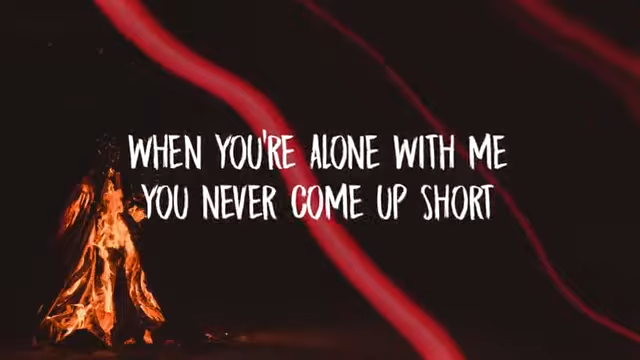 WHEN YOU'RE ALONE WITH ME
YOU NEVER COME UP SHORT